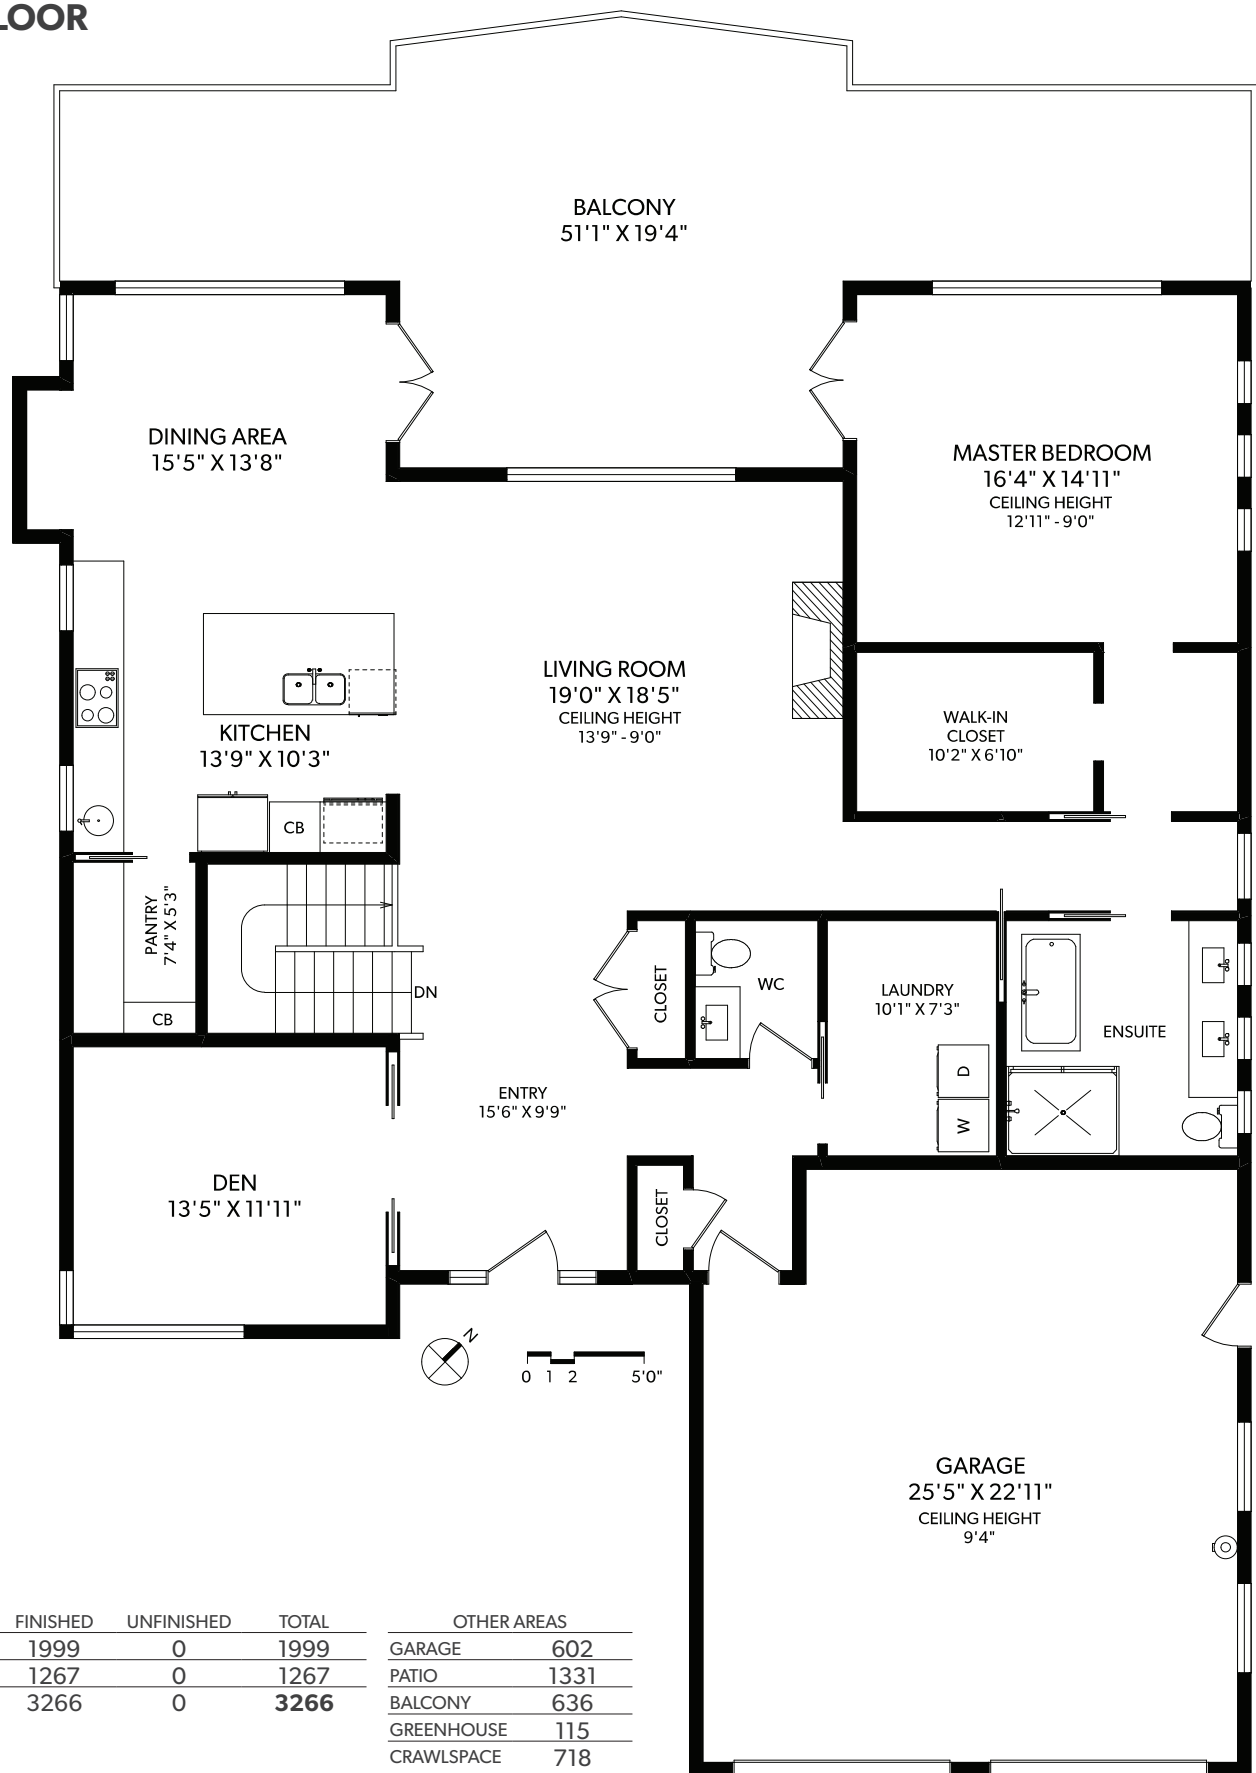 LOOR
BALCONY
51'1" X 19'4"
DINING AREA
15'5" X 13'8"
MASTER BEDROOM
16'4" X 14'11"
CEILING HEIGHT
12'11" - 9'0"
LIVING ROOM
19'0" X 18'5"
CEILING HEIGHT
13'9" - 9'0"
KITCHEN
13'9" X 10'3"
WALK-IN
CLOSET
10'2" X 6'10"
CB
PANTRY
7'4" X 5'3"
CB
DN
CLOSET
WC
LAUNDRY
10'1" X 7'3"
D
W
ENSUITE
ENTRY
15'6" X 9'9"
DEN
13'5" X 11'11"
CLOSET
N
0 1 2 5'0"
GARAGE
25'5" X 22'11"
CEILING HEIGHT
9'4"
FINISHED UNFINISHED TOTAL
1999 0 1999
1267 0 1267
3266 0 3266
OTHER AREAS
GARAGE 602
PATIO 1331
BALCONY 636
GREENHOUSE 115
CRAWLSPACE 718